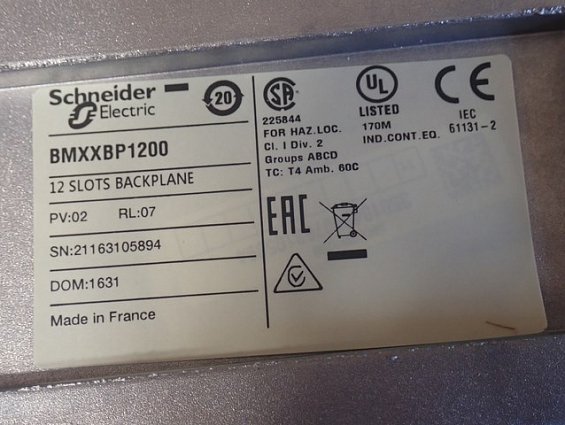 Schneider
Electric
20
BMXXBP1200
12 SLOTS BACKPLANE
PV:02 RL:07
SN:21163105894
DOM:1631
Made in France
SA
225844
FOR HAZ.LOC.
Cl. I Div. 2
Groups ABCD
TC: T4 Amb. 60C
UL
LISTED
170M
IND.CONT.EQ.
CE
IEC
61131-2
EAC